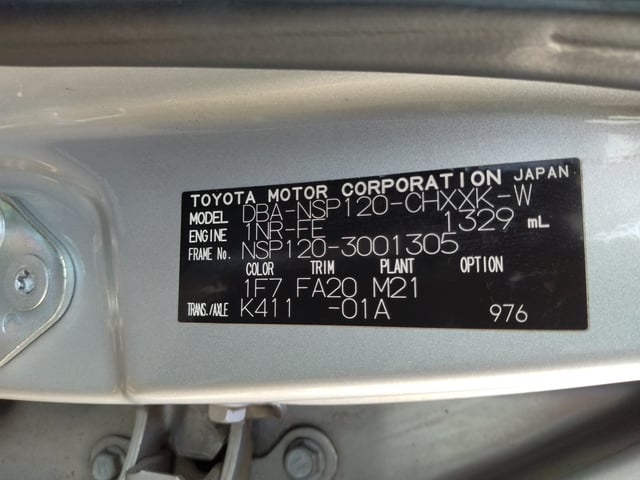 TOYOTA MOTOR CORPORATION JAPAN
MODEL DBA-NSP120-CHXXK-W
ENGINE 1NR-FE 1329 mL
FRAME No. NSP120-3001305
COLOR TRIM PLANT OPTION
1F7 FA20 M21
TRANS./AXLE K411 -01A 976